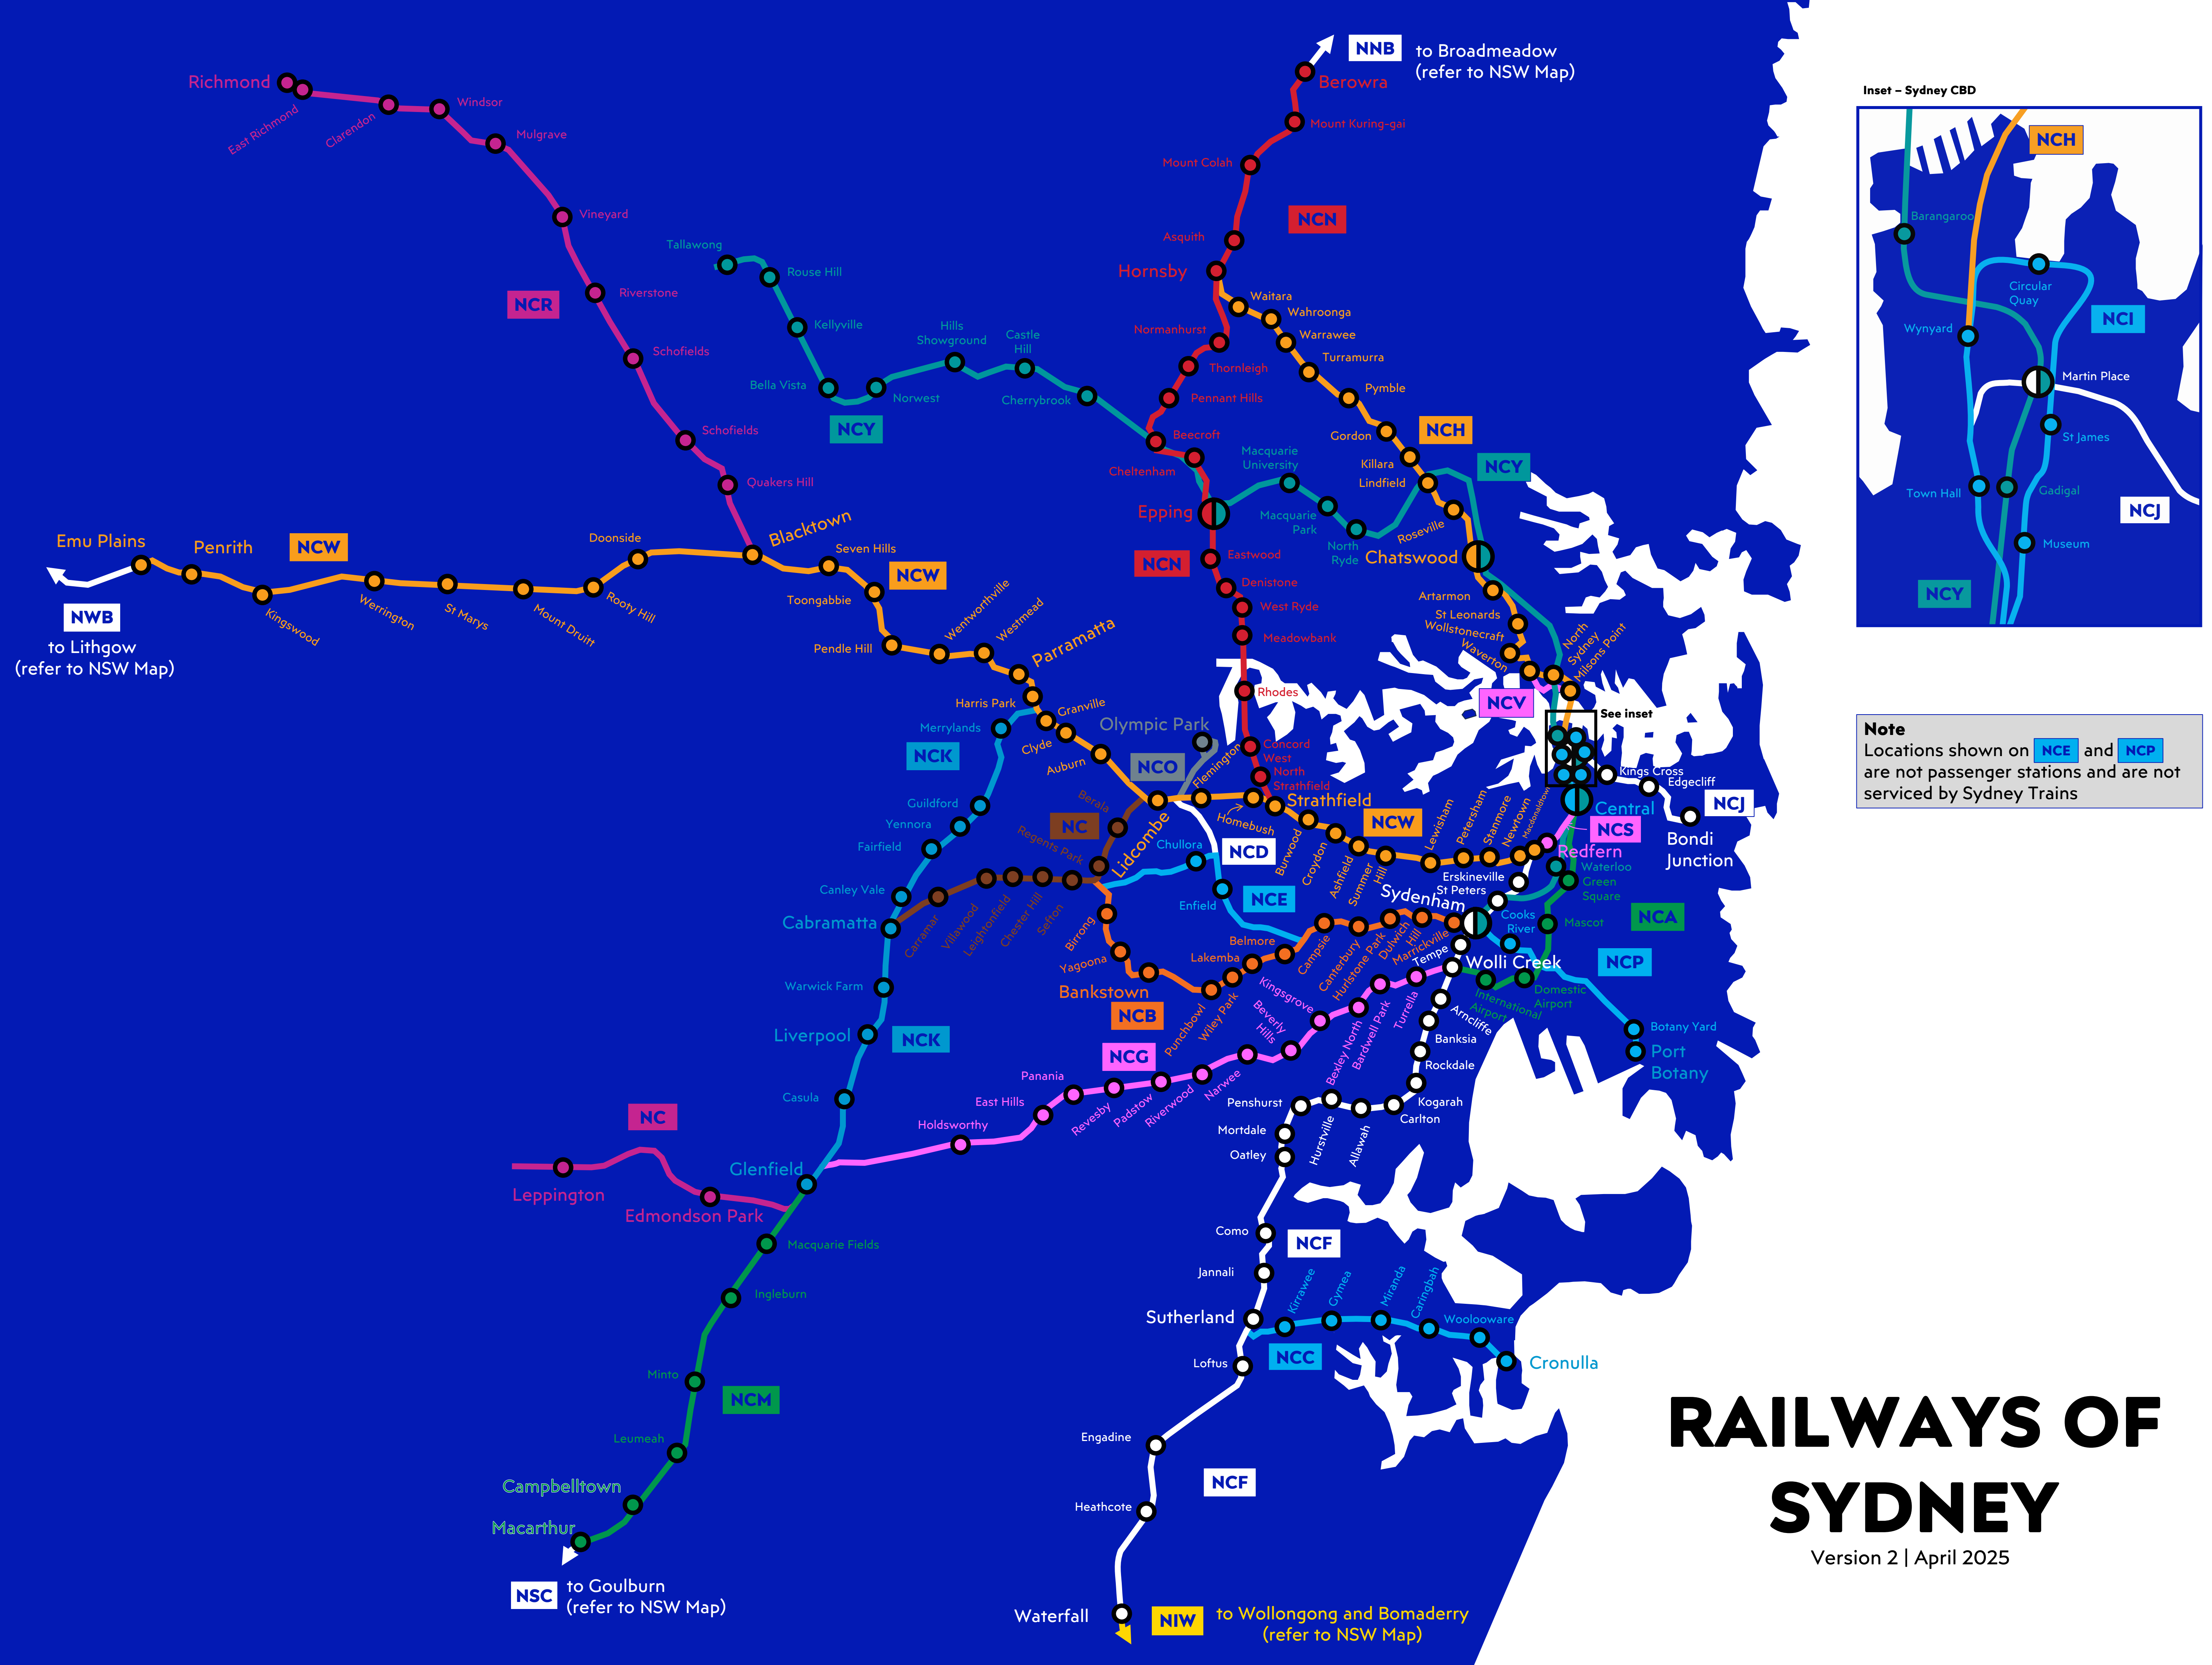 NNB
to Broadmeadow
(refer to NSW Map)
Berowra
Mount Kuring-gai
Mount Colah
NCN
Asquith
Hornsby
Richmond
East Richmond
Clarendon
Windsor
Mulgrave
Vineyard
NCR
Riverstone
Schofields
Schofields
Quakers Hill
Tallawong
Rouse Hill
Kellyville
Bella Vista
Norwest
NCY
Hills
Showground
Castle
Hill
Cherrybrook
Waitara
Wahroonga
Warrawee
Turramurra
Pymble
Gordon
NCH
Killara
Lindfield
Roseville
Chatswood
NCY
Normanhurst
Thornleigh
Pennant Hills
Beecroft
Cheltenham
Epping
Macquarie
University
Macquarie
Park
North
Ryde
NCN
Eastwood
Denistone
West Ryde
Meadowbank
Rhodes
Concord
West
North
Strathfield
Artarmon
St Leonards
Wollstonecraft
Waverton
North
Sydney
Milsons Point
NCV
See inset
Emu Plains
Penrith
NCW
NWB
to Lithgow
(refer to NSW Map)
Kingswood
Werrington
St Marys
Mount Druitt
Rooty Hill
Doonside
Blacktown
Seven Hills
NCW
Toongabbie
Pendle Hill
Wentworthville
Westmead
Parramatta
Harris Park
Granville
Clyde
Auburn
Merrylands
NCK
Guildford
Yennora
Fairfield
Canley Vale
Cabramatta
Warwick Farm
Liverpool
NCK
Casula
Glenfield
Olympic Park
NCO
Flemington
Homebush
Strathfield
Lidcombe
Berala
NC
Regents Park
Carramar
Villawood
Leightonfield
Chester Hill
Sefton
Chullora
NCD
Enfield
NCE
Burwood
Croydon
Ashfield
Summer
Hill
NCW
Lewisham
Petersham
Stanmore
Newtown
Macdonaldtown
Kings Cross
Edgecliff
NCJ
Bondi
Junction
Central
NCS
Redfern
Waterloo
Green
Square
Erskineville
St Peters
Sydenham
Cooks
River
Mascot
NCA
NCP
Birrong
Yagoona
Bankstown
NCB
Punchbowl
Wiley Park
Lakemba
Belmore
Campsie
Canterbury
Hurlstone Park
Dulwich
Hill
Marrickville
Tempe
Wolli Creek
International
Airport
Domestic
Airport
Botany Yard
Port
Botany
Turrella
Bardwell Park
Bexley North
Kingsgrove
Beverly
Hills
Narwee
Riverwood
Padstow
Revesby
NCG
Panania
East Hills
Holdsworthy
Arncliffe
Banksia
Rockdale
Kogarah
Carlton
Allawah
Hurstville
Penshurst
Mortdale
Oatley
Como
NCF
Jannali
Sutherland
Kirrawee
Gymea
Miranda
Caringbah
Woolooware
Cronulla
NCC
Loftus
Engadine
NCF
Heathcote
Waterfall
NIW
to Wollongong and Bomaderry
(refer to NSW Map)
NC
Leppington
Edmondson Park
Macquarie Fields
Ingleburn
Minto
NCM
Leumeah
Campbelltown
Macarthur
NSC
to Goulburn
(refer to NSW Map)
Inset – Sydney CBD
NCH
Barangaroo
Circular
Quay
NCI
Wynyard
Martin Place
St James
Town Hall
Gadigal
NCJ
Museum
NCY
Note
Locations shown on NCE and NCP
are not passenger stations and are not
serviced by Sydney Trains
RAILWAYS OF
SYDNEY
Version 2 | April 2025